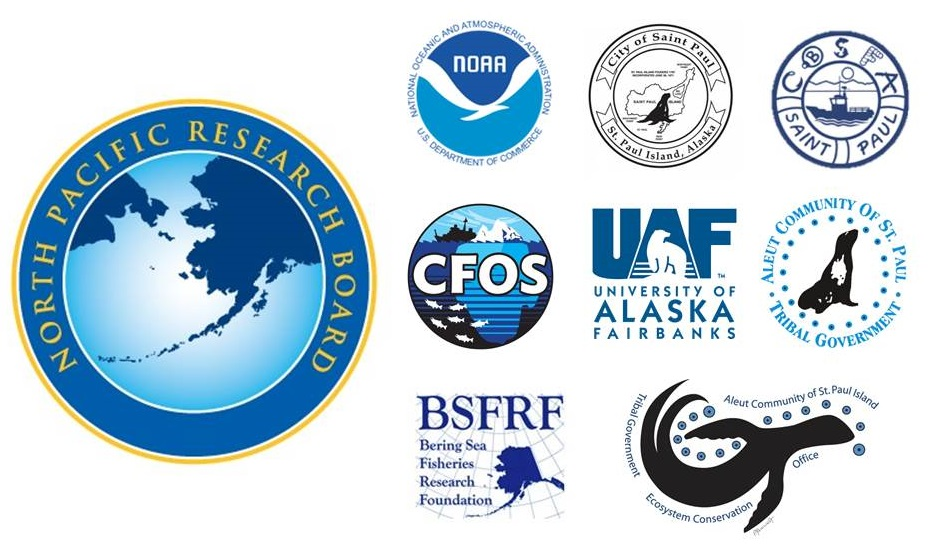 NORTH PACIFIC RESEARCH BOARD
NATIONAL OCEANIC AND ATMOSPHERIC ADMINISTRATION
NOAA
U.S. DEPARTMENT OF COMMERCE
City of Saint Paul
SAINT PAUL ISLAND
St. Paul Island, Alaska
CBSFA
SAINT PAUL
CFOS
UAF
TM
UNIVERSITY OF
ALASKA
FAIRBANKS
ALEUT COMMUNITY OF ST. PAUL
TRIBAL GOVERNMENT
BSFRF
Bering Sea
Fisheries
Research
Foundation
Aleut Community of St. Paul Island
Tribal Government
Ecosystem Conservation
Office